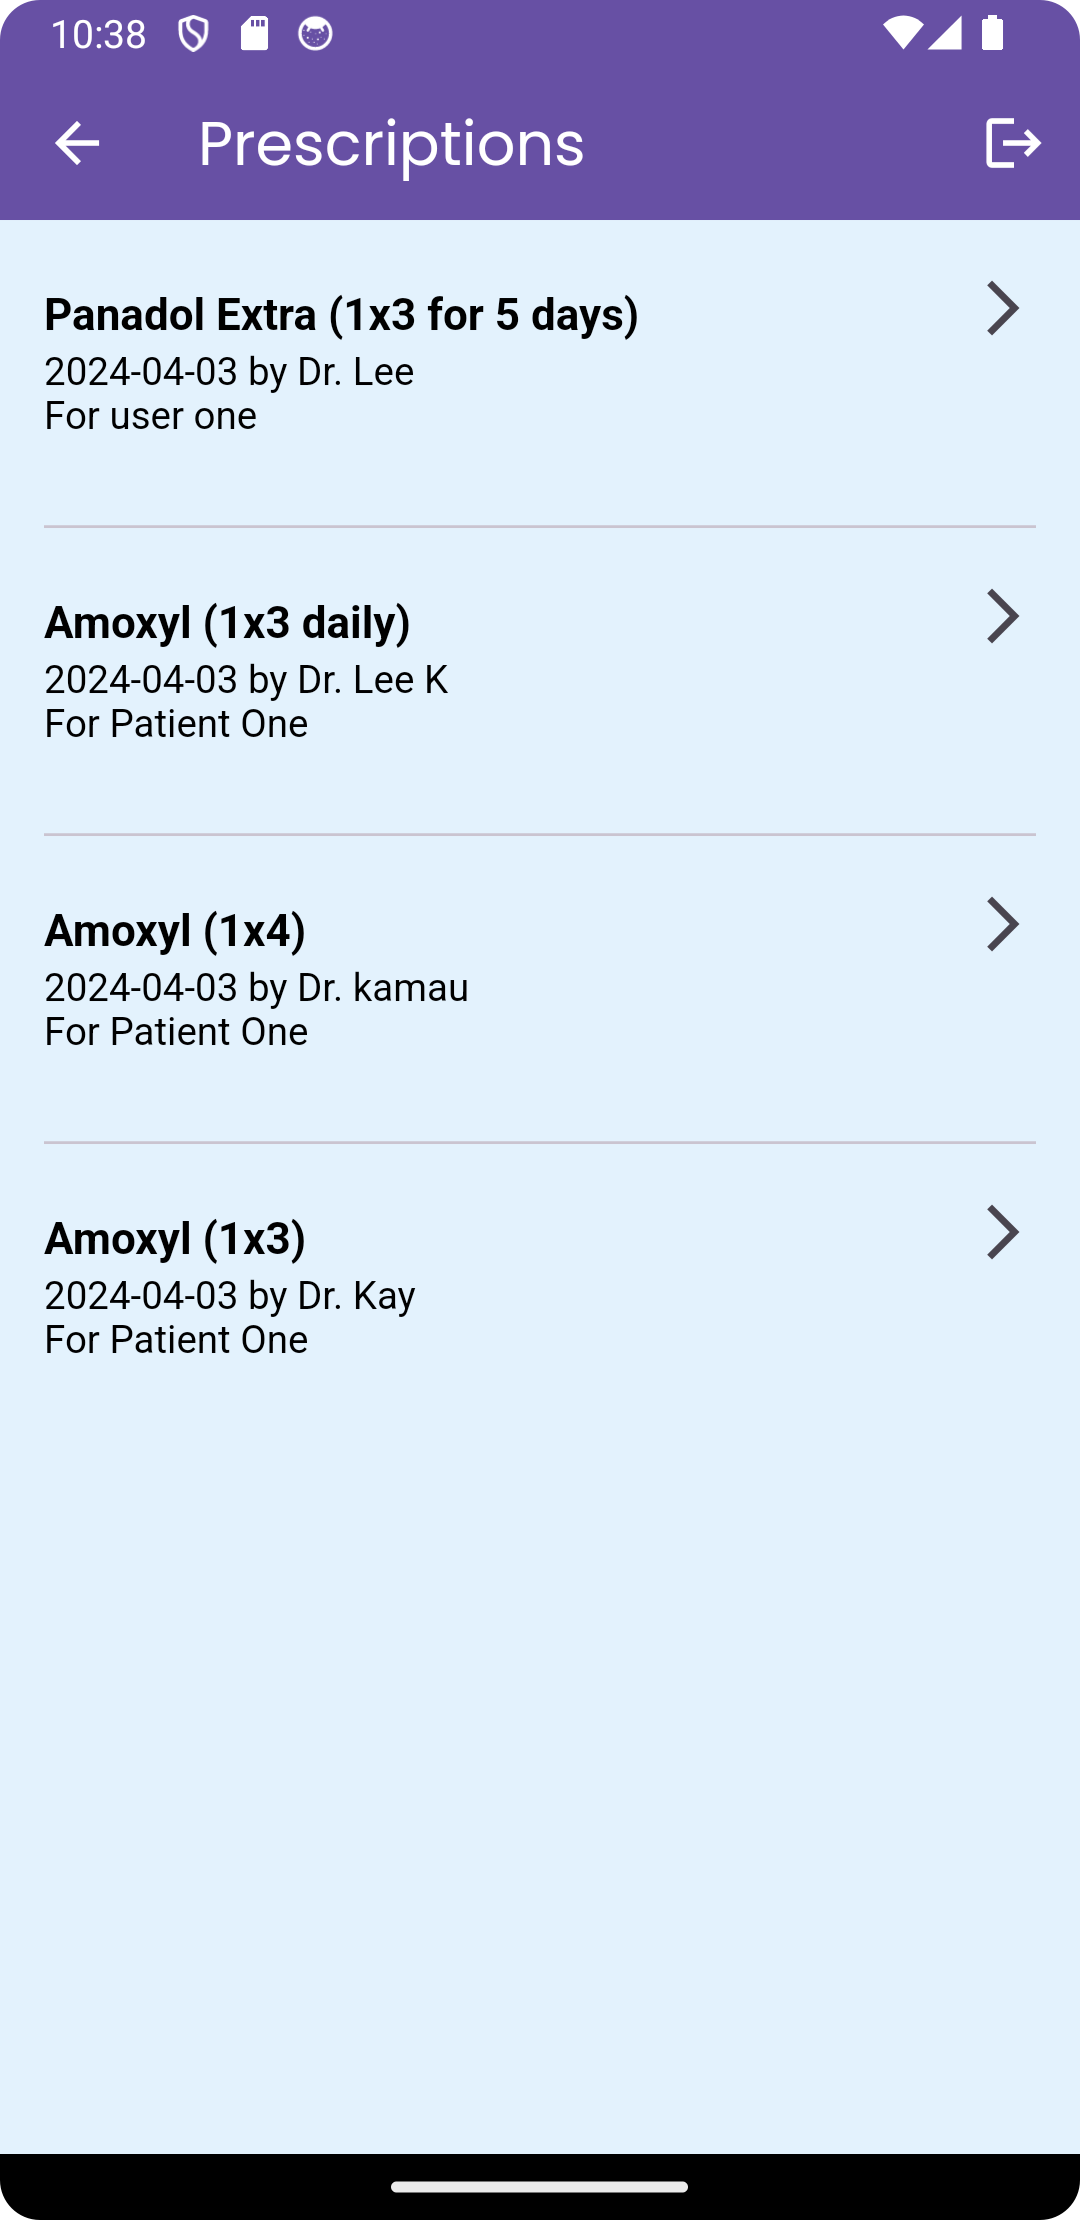 10:38
Prescriptions
Panadol Extra (1x3 for 5 days)
2024-04-03 by Dr. Lee
For user one
Amoxyl (1x3 daily)
2024-04-03 by Dr. Lee K
For Patient One
Amoxyl (1x4)
2024-04-03 by Dr. kamau
For Patient One
Amoxyl (1x3)
2024-04-03 by Dr. Kay
For Patient One